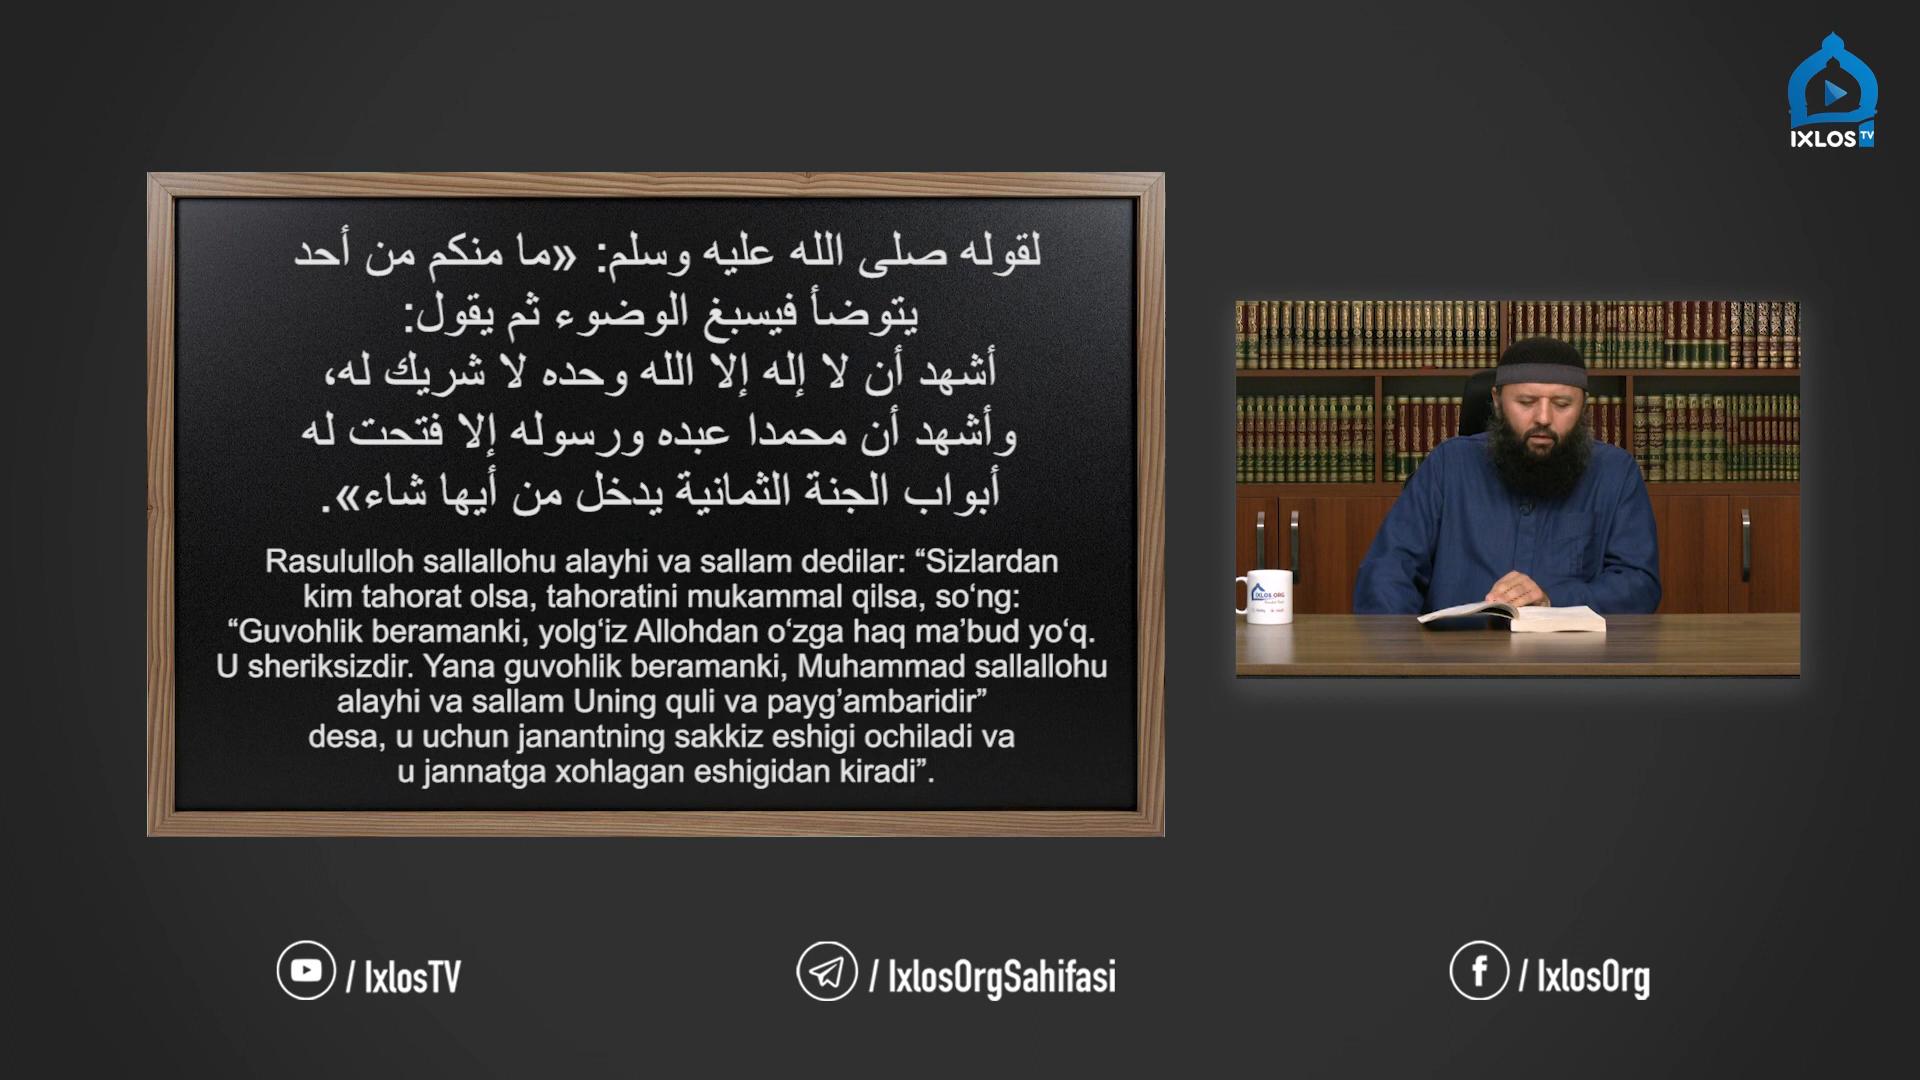 IXLOS TV
لقوله صلى الله عليه وسلم: «ما منكم من أحد
يتوضأ فيسبغ الوضوء ثم يقول:
أشهد أن لا إله إلا الله وحده لا شريك له،
وأشهد أن محمدا عبده ورسوله إلا فتحت له
أبواب الجنة الثمانية يدخل من أيها شاء».
Rasululloh sallallohu alayhi va sallam dedilar: “Sizlardan
kim tahorat olsa, tahoratini mukammal qilsa, so‘ng:
“Guvohlik beramanki, yolg‘iz Allohdan o‘zga haq ma’bud yo‘q.
U sheriksizdir. Yana guvohlik beramanki, Muhammad sallallohu
alayhi va sallam Uning quli va payg’ambaridir”
desa, u uchun janantning sakkiz eshigi ochiladi va
u jannatga xohlagan eshigidan kiradi”.
IXLOS ORG
/ IxlosTV
/ IxlosOrgSahifasi
/ IxlosOrg